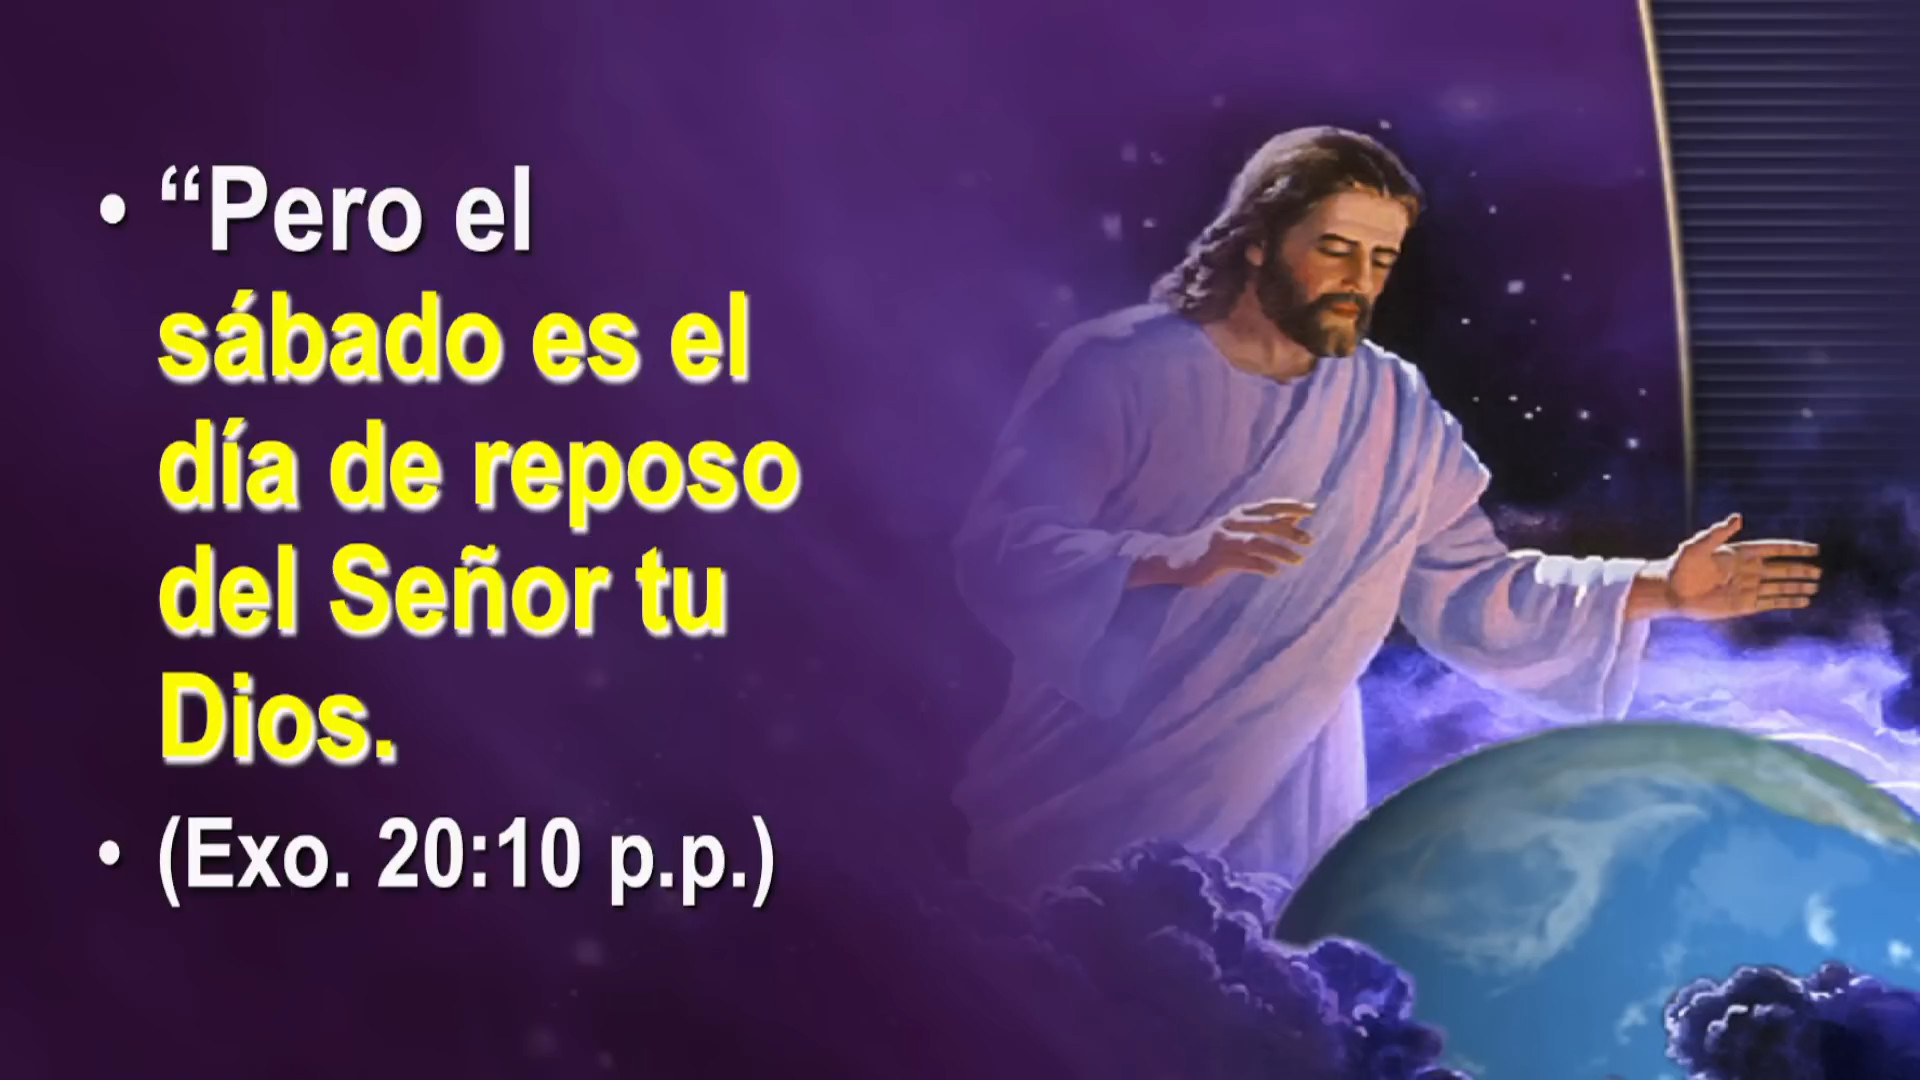 • “Pero el
sábado es el
día de reposo
del Señor tu
Dios.
• (Exo. 20:10 p.p.)